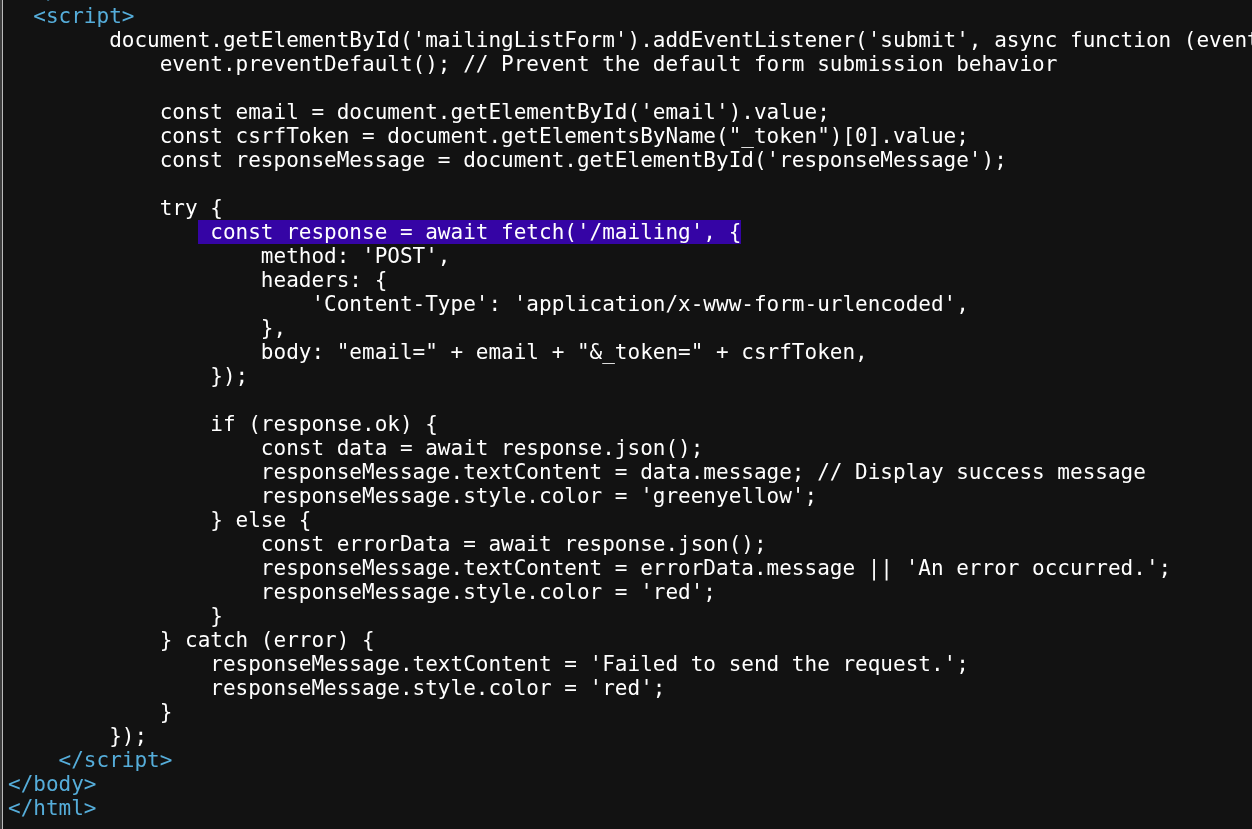 <script>
document.getElementById('mailingListForm').addEventListener('submit', async function (event
event.preventDefault(); // Prevent the default form submission behavior
const email = document.getElementById('email').value;
const csrfToken = document.getElementsByName("_token")[0].value;
const responseMessage = document.getElementById('responseMessage');
try {
const response = await fetch('/mailing', {
method: 'POST',
headers: {
'Content-Type': 'application/x-www-form-urlencoded',
},
body: "email=" + email + "&_token=" + csrfToken,
});
if (response.ok) {
const data = await response.json();
responseMessage.textContent = data.message; // Display success message
responseMessage.style.color = 'greenyellow';
} else {
const errorData = await response.json();
responseMessage.textContent = errorData.message || 'An error occurred.';
responseMessage.style.color = 'red';
}
} catch (error) {
responseMessage.textContent = 'Failed to send the request.';
responseMessage.style.color = 'red';
}
});
</script>
</body>
</html>